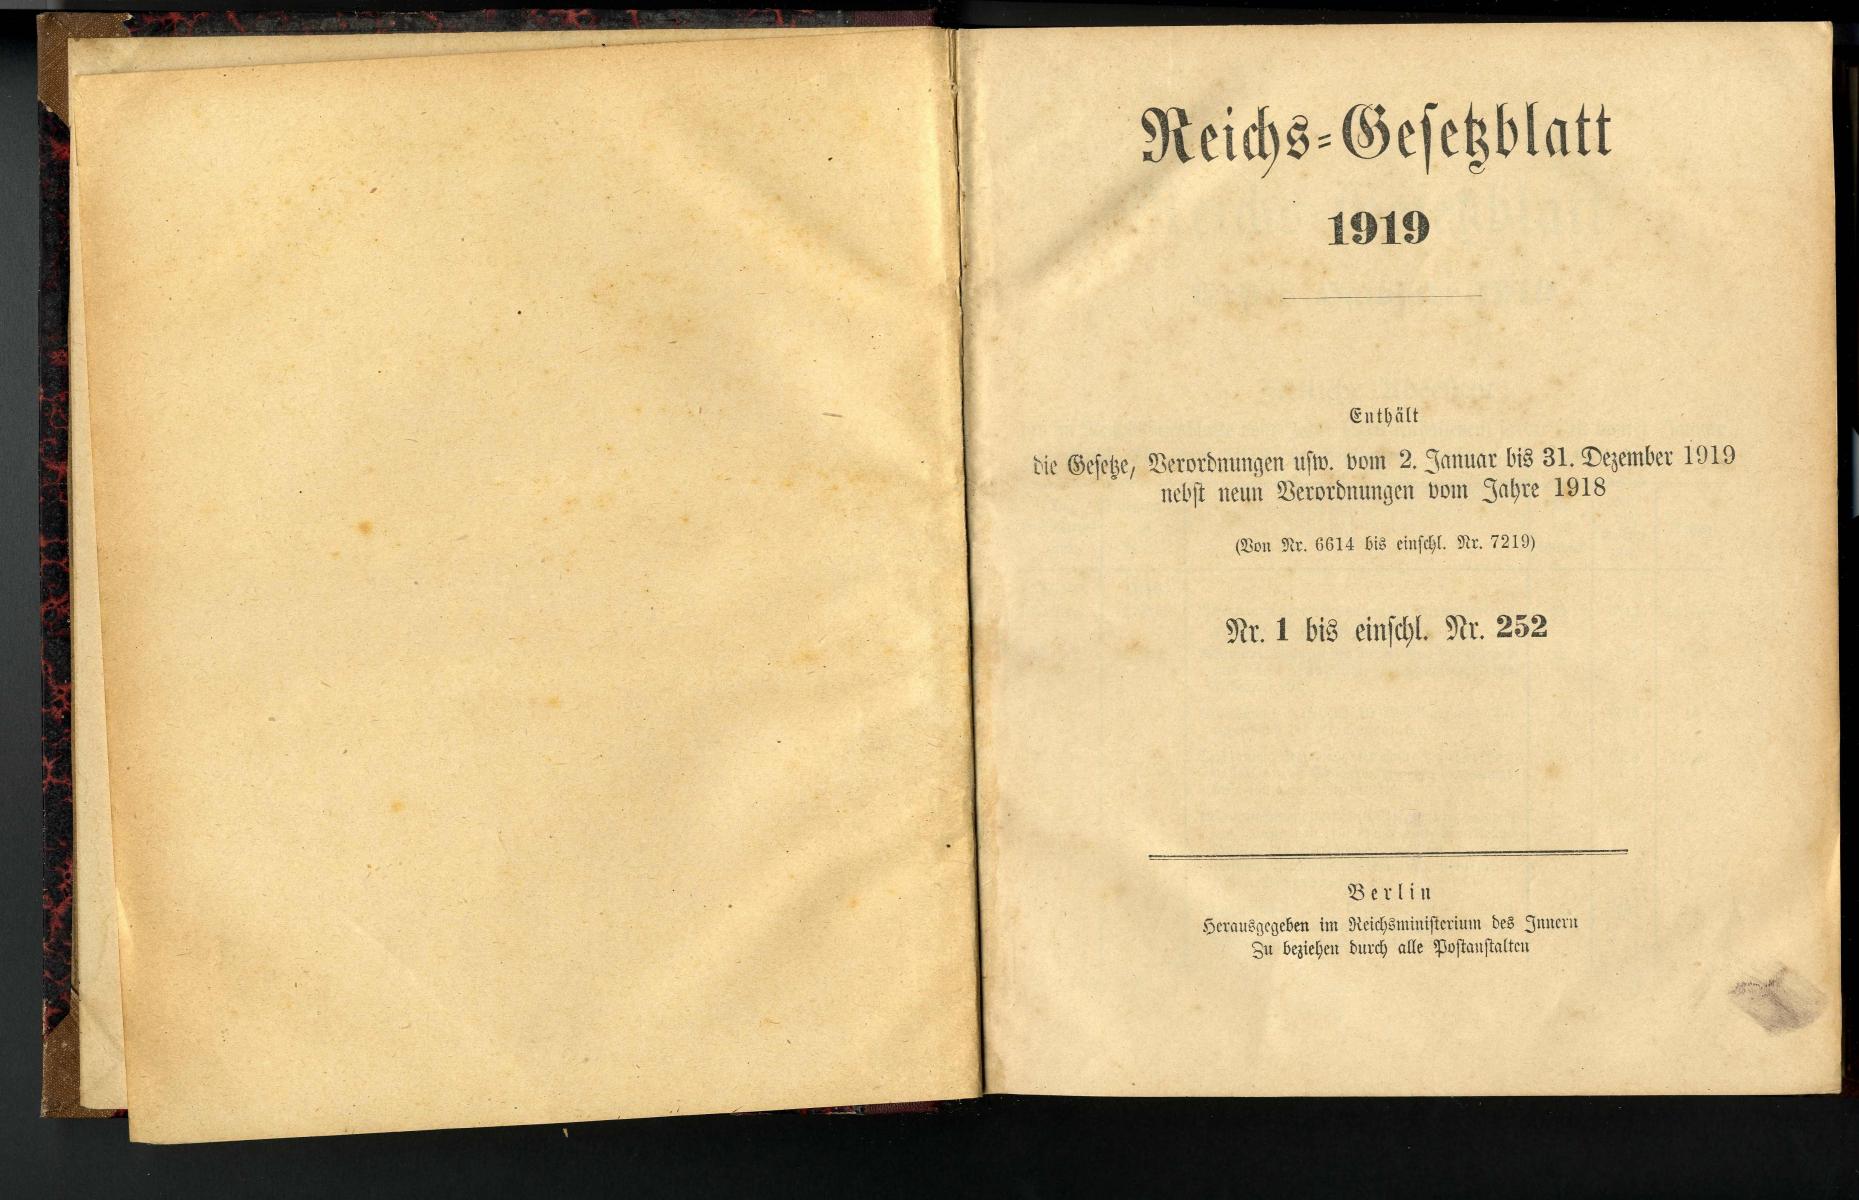 Reichs-Gesetzblatt
1919
Enthält
die Gesetze, Verordnungen usw. vom 2. Januar bis 31. Dezember 1919
nebst neun Verordnungen vom Jahre 1918
(Von Nr. 6614 bis einschl. Nr. 7219)
Nr. 1 bis einschl. Nr. 252
Berlin
Herausgegeben im Reichsministerium des Innern
Zu beziehen durch alle Postanstalten